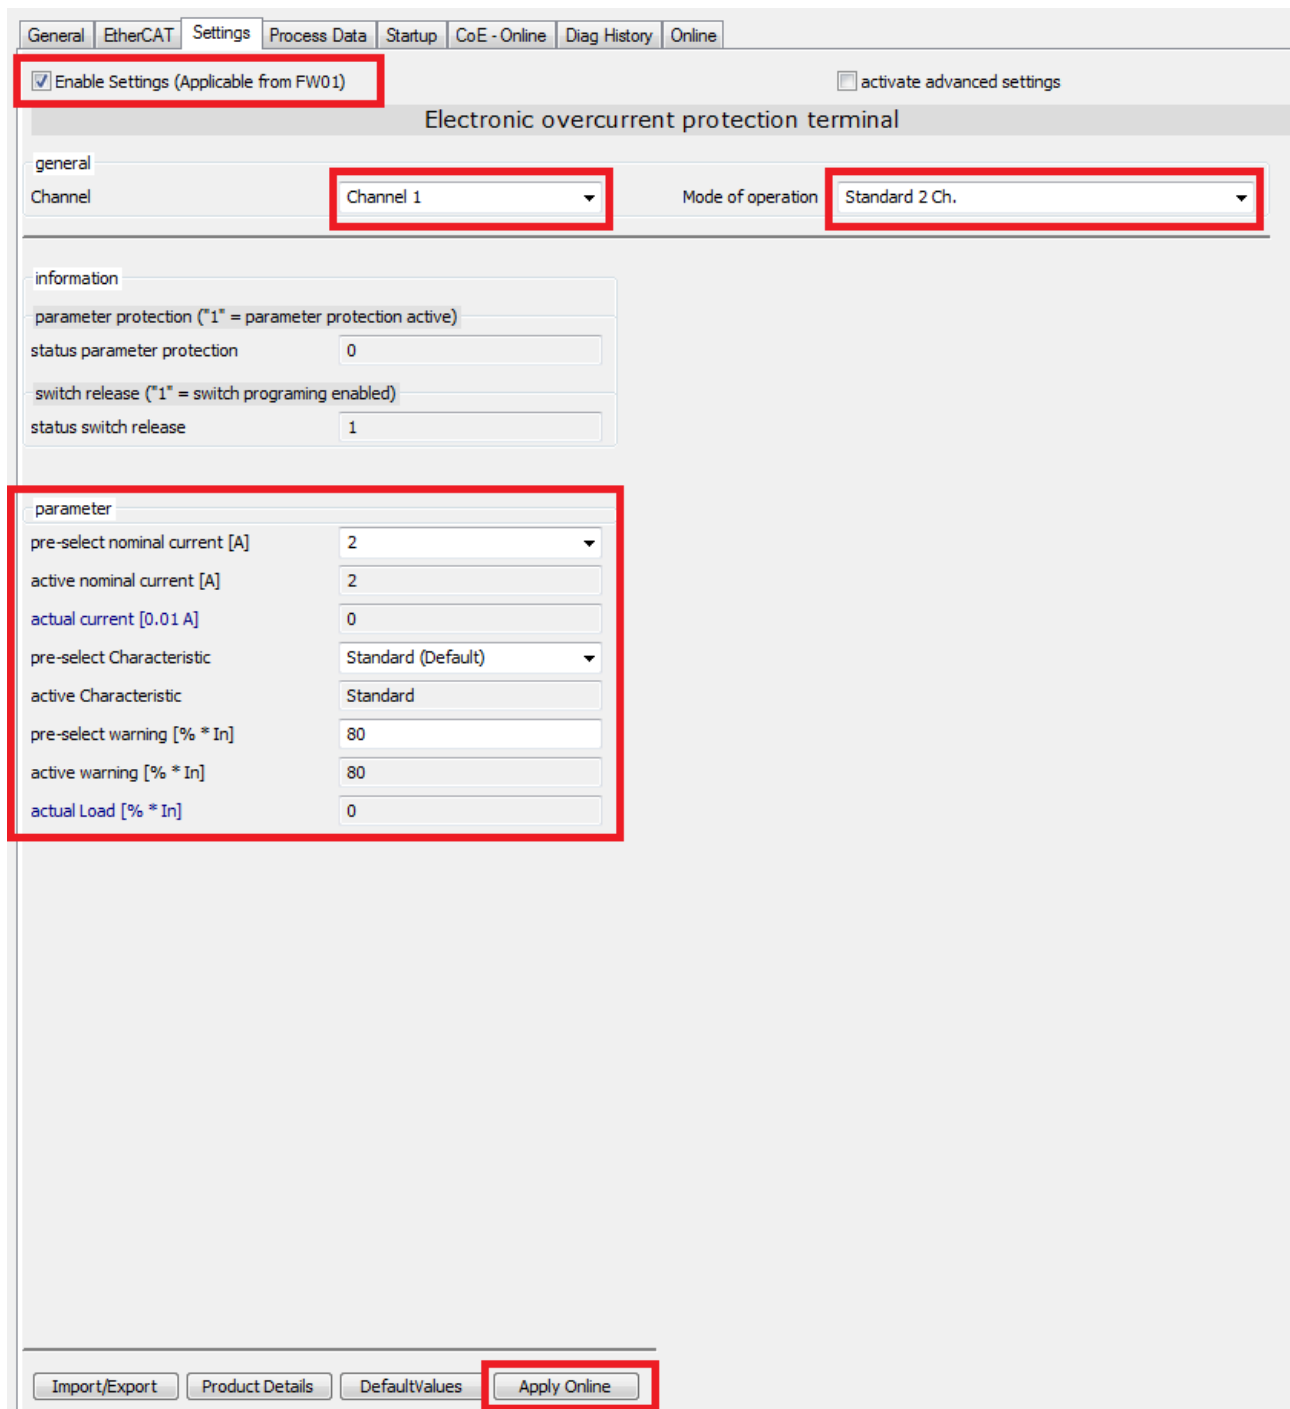 General EtherCAT Settings Process Data Startup CoE - Online Diag History Online
Enable Settings (Applicable from FW01) activate advanced settings
Electronic overcurrent protection terminal
general
Channel Channel 1 Mode of operation Standard 2 Ch.
information
parameter protection ("1" = parameter protection active)
status parameter protection 0
switch release ("1" = switch programing enabled)
status switch release 1
parameter
pre-select nominal current [A] 2
active nominal current [A] 2
actual current [0.01 A] 0
pre-select Characteristic Standard (Default)
active Characteristic Standard
pre-select warning [% * In] 80
active warning [% * In] 80
actual Load [% * In] 0
Import/Export Product Details DefaultValues Apply Online